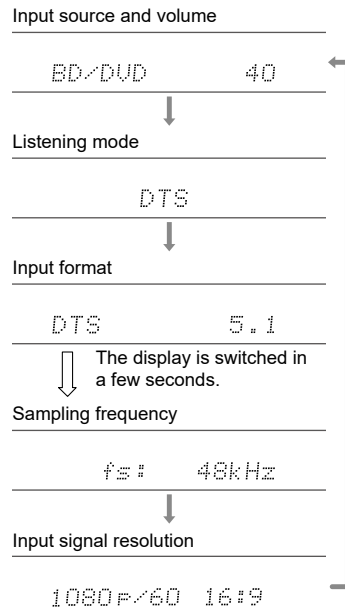 Input source and volume
BD/DVD 40
Listening mode
DTS
Input format
DTS 5.1
The display is switched in
a few seconds.
Sampling frequency
fs: 48kHz
Input signal resolution
1080p/60 16:9